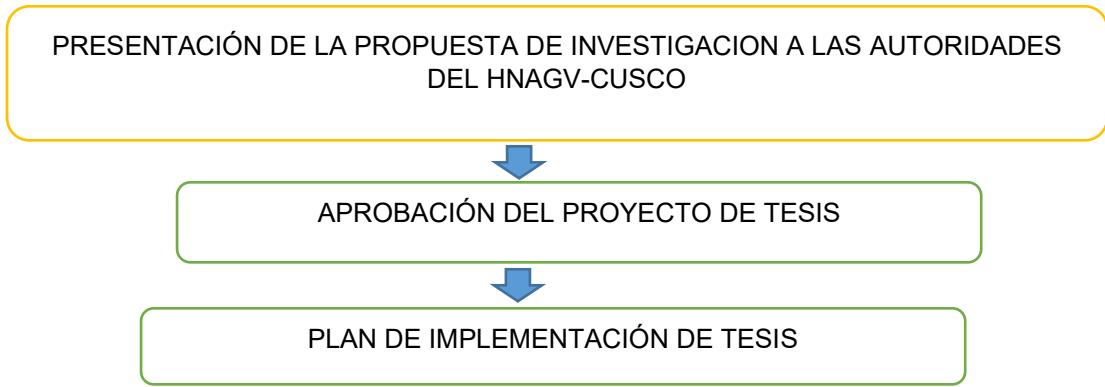 PRESENTACIÓN DE LA PROPUESTA DE INVESTIGACION A LAS AUTORIDADES
DEL HNAGV-CUSCO
APROBACIÓN DEL PROYECTO DE TESIS
PLAN DE IMPLEMENTACIÓN DE TESIS